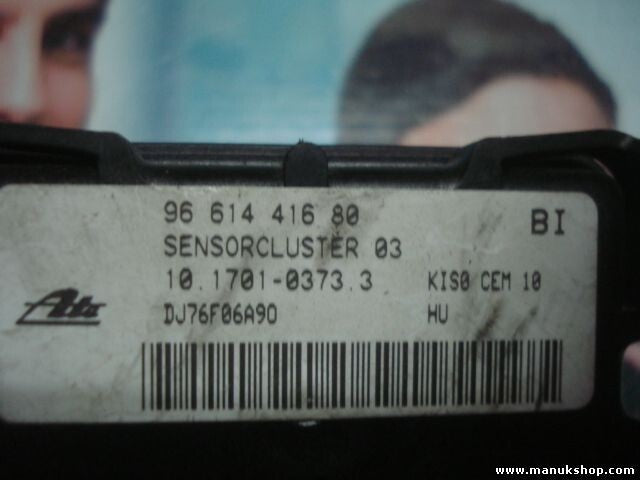 96 614 416 80
BI
SENSORCLUSTER 03
10.1701-0373.3 KIS0 CEM 10
Ate
DJ76F06A90 HU
www.manukshop.com